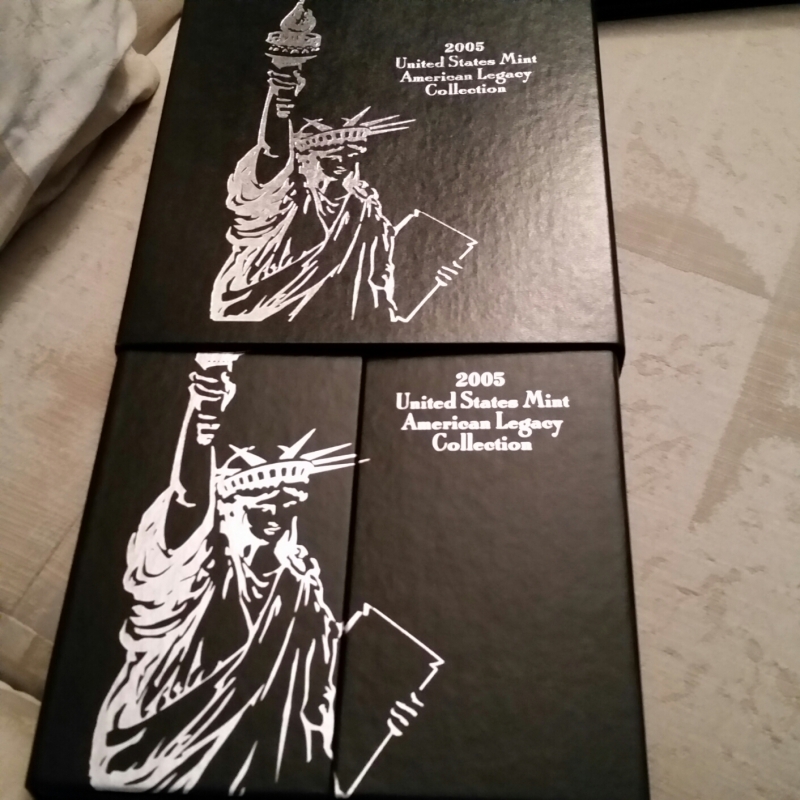 2005
United States Mint
American Legacy
Collection
2005
United States Mint
American Legacy
Collection